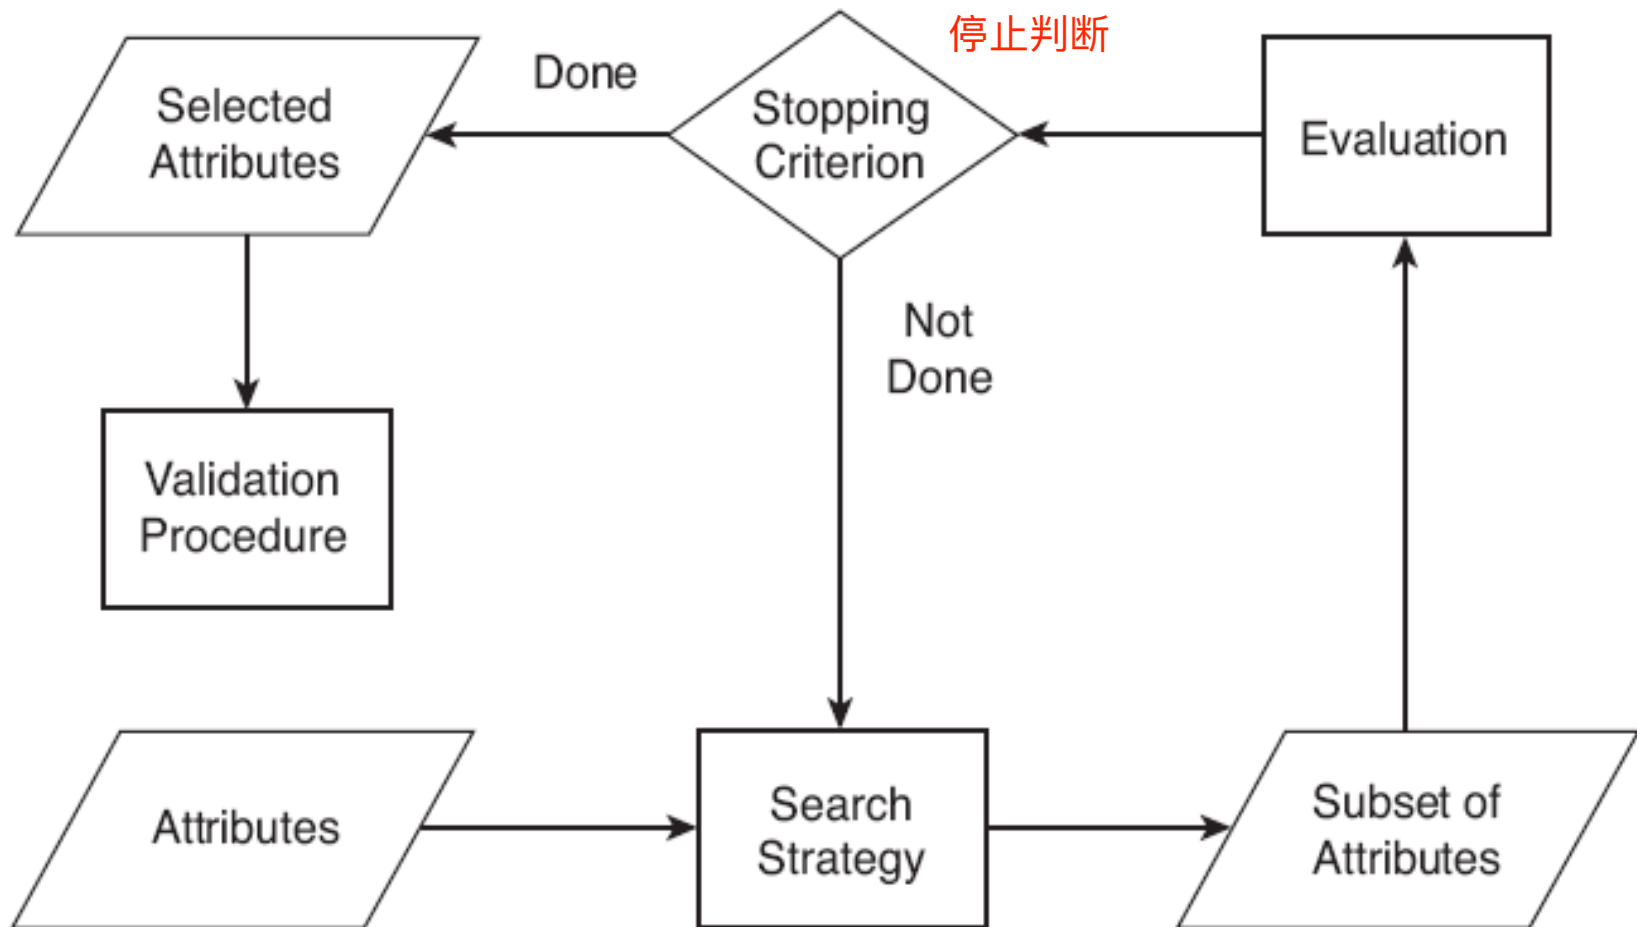 停止判断
Done
Selected
Attributes
Stopping
Criterion
Evaluation
Not
Done
Validation
Procedure
Attributes
Search
Strategy
Subset of
Attributes